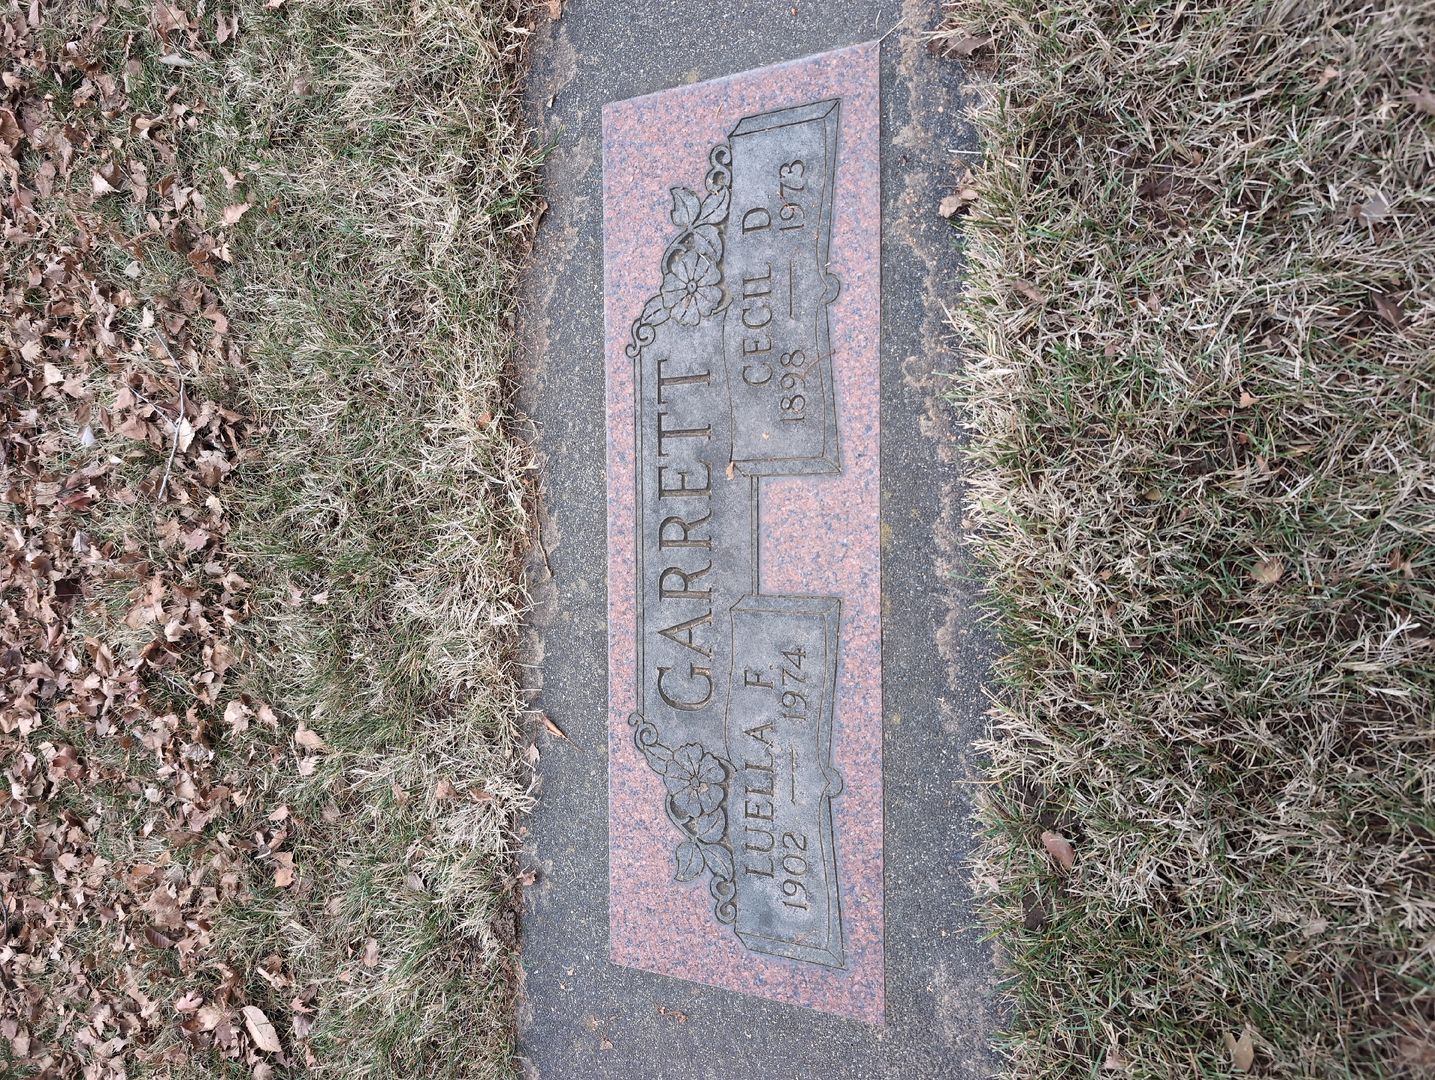 GARRETT
LUELLA F.
1902 — 1974
CECIL D
1898 — 1973